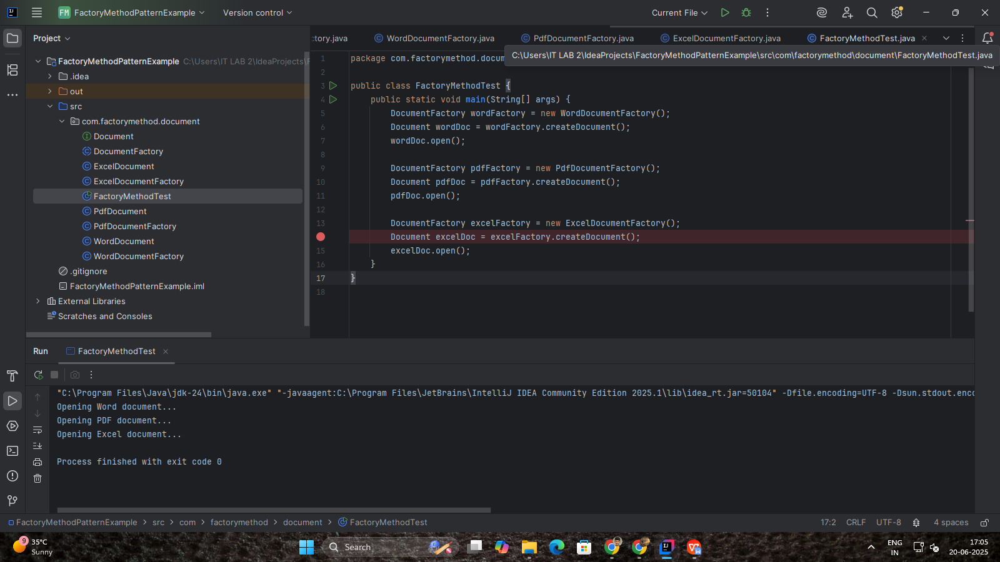 FM FactoryMethodPatternExample Version control Current File
Project
FactoryMethodPatternExample C:\Users\IT LAB 2\IdeaProjects\F
.idea
out
src
com.factorymethod.document
Document
DocumentFactory
ExcelDocument
ExcelDocumentFactory
FactoryMethodTest
PdfDocument
PdfDocumentFactory
WordDocument
WordDocumentFactory
.gitignore
FactoryMethodPatternExample.iml
External Libraries
Scratches and Consoles
tory.java WordDocumentFactory.java PdfDocumentFactory.java ExcelDocumentFactory.java FactoryMethodTest.java
C:\Users\IT LAB 2\IdeaProjects\FactoryMethodPatternExample\src\com\factorymethod\document\FactoryMethodTest.java
1 package com.factorymethod.docum
2
3 public class FactoryMethodTest {
4 public static void main(String[] args) {
5 DocumentFactory wordFactory = new WordDocumentFactory();
6 Document wordDoc = wordFactory.createDocument();
7 wordDoc.open();
8
9 DocumentFactory pdfFactory = new PdfDocumentFactory();
10 Document pdfDoc = pdfFactory.createDocument();
11 pdfDoc.open();
12
13 DocumentFactory excelFactory = new ExcelDocumentFactory();
Document excelDoc = excelFactory.createDocument();
15 excelDoc.open();
16 }
17 }
18
Run FactoryMethodTest
"C:\Program Files\Java\jdk-24\bin\java.exe" "-javaagent:C:\Program Files\JetBrains\IntelliJ IDEA Community Edition 2025.1\lib\idea_rt.jar=50104" -Dfile.encoding=UTF-8 -Dsun.stdout.enco
Opening Word document...
Opening PDF document...
Opening Excel document...
Process finished with exit code 0
FactoryMethodPatternExample > src > com > factorymethod > document > FactoryMethodTest 17:2 CRLF UTF-8 4 spaces
9 35°C
Sunny
Search
ENG
IN
17:05
20-06-2025